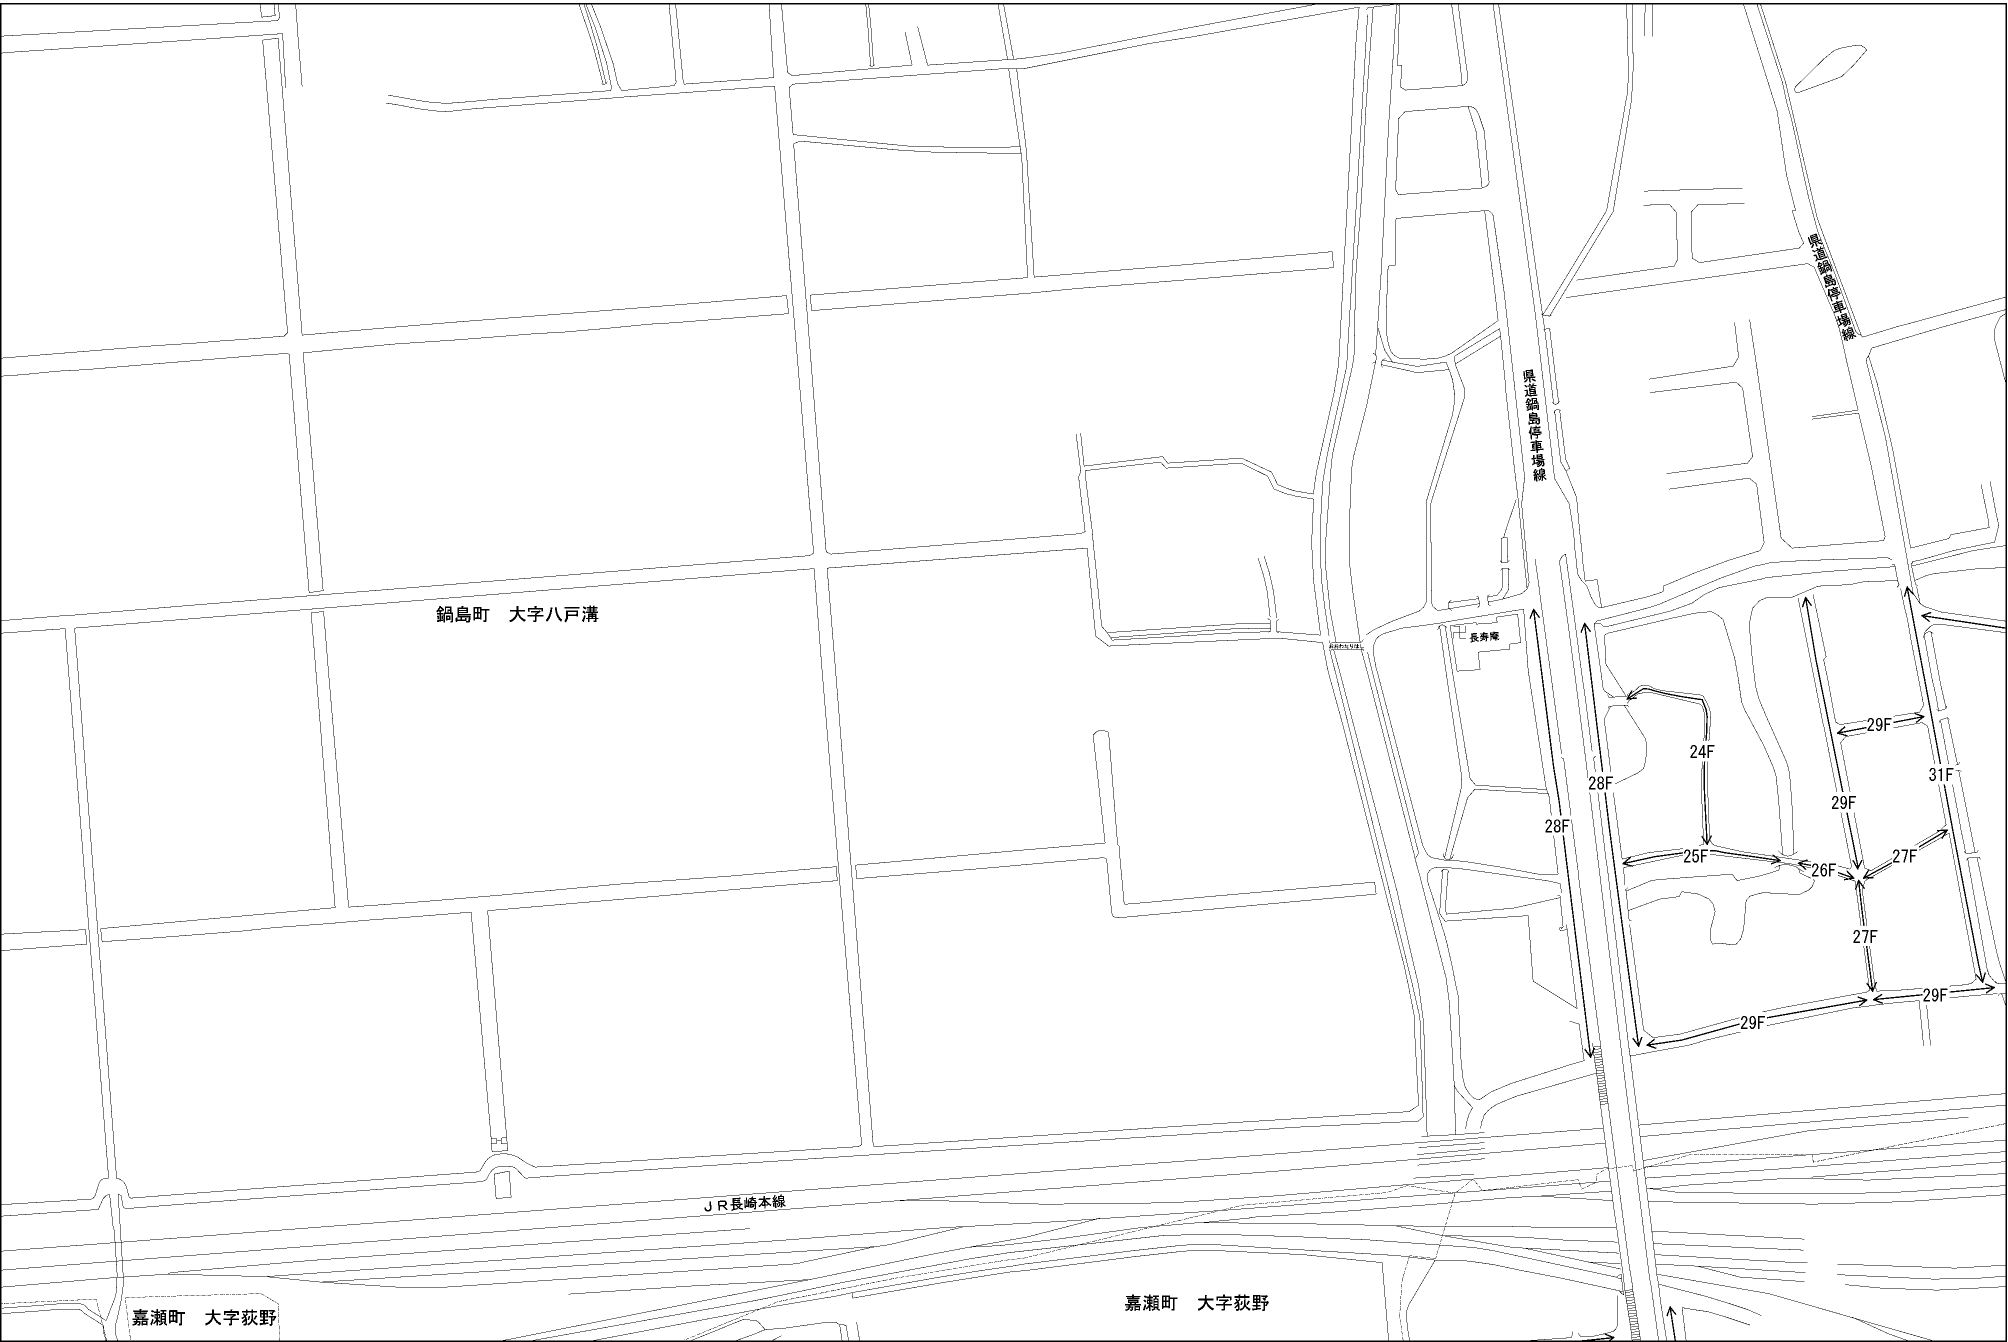 県道鍋島停車場線
県道鍋島停車場線
鍋島町　大字八戸溝
長寿庵
29F
24F
31F
28F
29F
28F
25F
27F
26F
27F
29F
29F
ＪＲ長崎本線
嘉瀬町　大字荻野
嘉瀬町　大字荻野